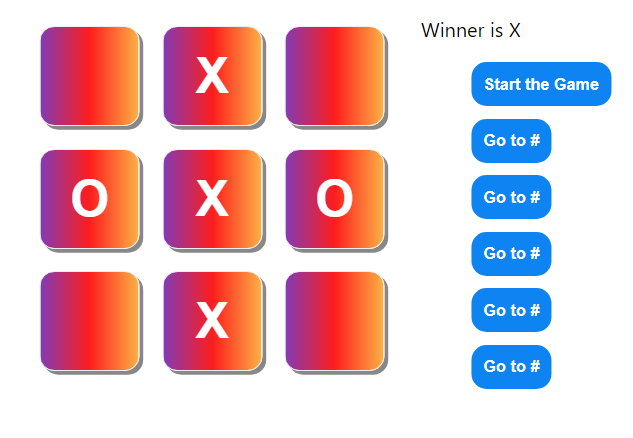 Winner is X
X
Start the Game
Go to #
O X O
Go to #
Go to #
X
Go to #
Go to #